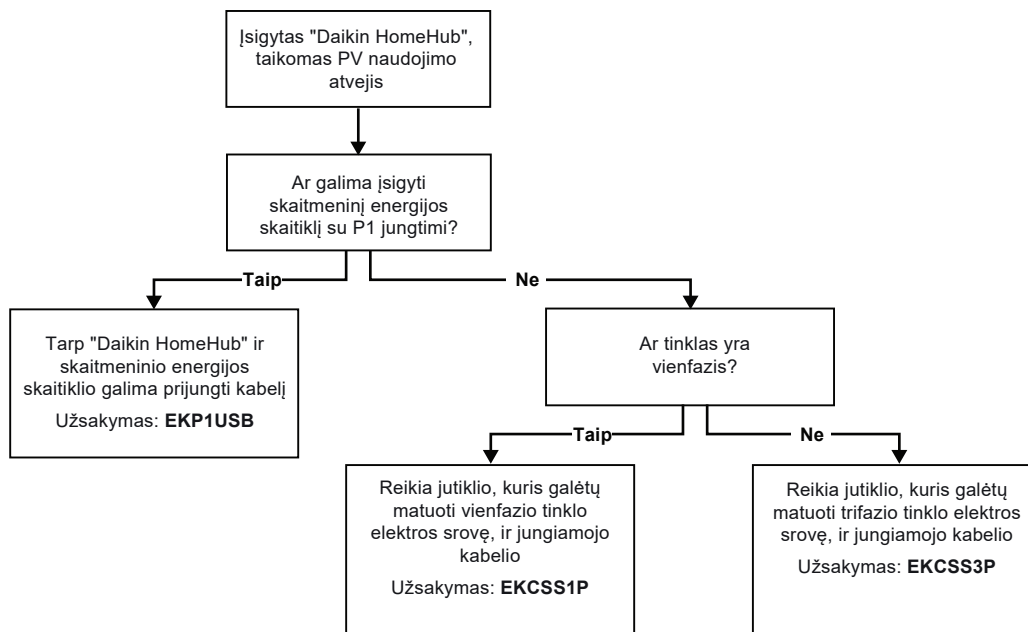 Įsigytas "Daikin HomeHub",
taikomas PV naudojimo
atvejis
Ar galima įsigyti
skaitmeninį energijos
skaitiklį su P1 jungtimi?
Taip
Ne
Tarp "Daikin HomeHub" ir
skaitmeninio energijos
skaitiklio galima prijungti kabelį
Užsakymas: EKP1USB
Ar tinklas yra
vienfazis?
Taip
Ne
Reikia jutiklio, kuris galėtų
matuoti vienfazio tinklo
elektros srovę, ir jungiamojo
kabelio
Užsakymas: EKCSS1P
Reikia jutiklio, kuris galėtų
matuoti trifazio tinklo elektros
srovę, ir jungiamojo kabelio
Užsakymas: EKCSS3P